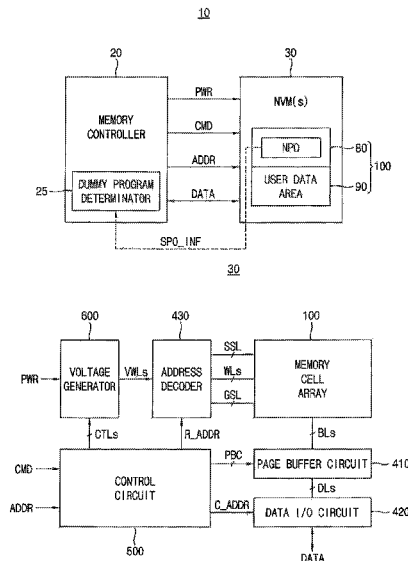 10
20
30
MEMORY
CONTROLLER
25
DUMMY PROGRAM
DETERMINATOR
PWR
CMD
ADDR
DATA
SPO_INF
NVM(s)
NPO
80
USER DATA
AREA
90
100
30
600
430
100
PWR
VOLTAGE
GENERATOR
VWLs
ADDRESS
DECODER
SSL
WLs
GSL
MEMORY
CELL
ARRAY
CTLs
R_ADDR
BLs
CMD
ADDR
CONTROL
CIRCUIT
500
PBC
PAGE BUFFER CIRCUIT
410
DLs
C_ADDR
DATA I/O CIRCUIT
420
DATA